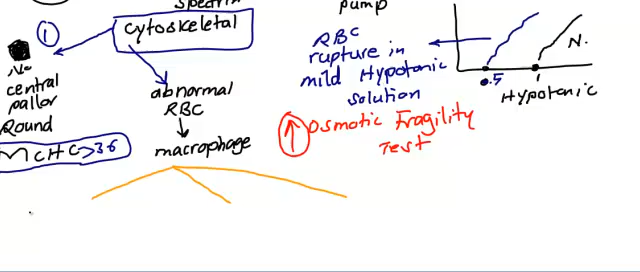 spectrin
cytoskeletal
1
No
central
pallor
Round
MCHC>36
abnormal
RBC
macrophage
pump
RBC
rupture in
mild Hypotonic
solution
↑ osmotic Fragility
Test
N.
0.5
1
Hypotonic